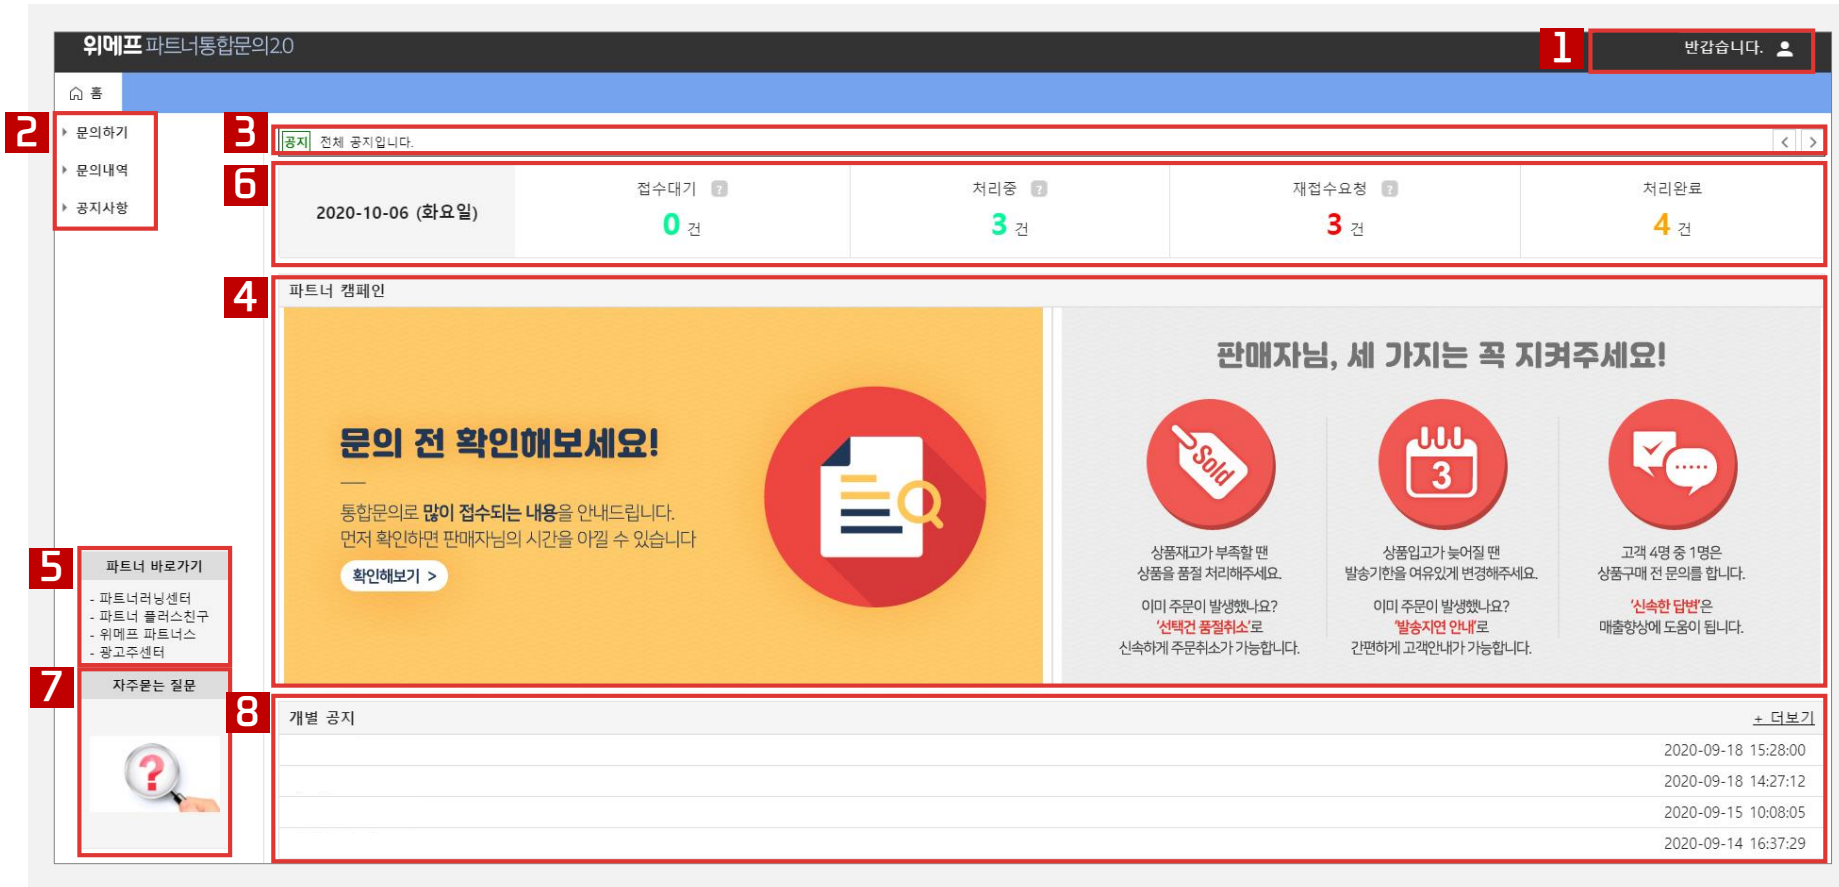 위메프 파트너통합문의2.0
1
반갑습니다.
홈
2
문의하기
문의내역
공지사항
3
공지 전체 공지입니다.
< >
6
2020-10-06 (화요일)
접수대기 ?
0 건
처리중 ?
3 건
재접수요청 ?
3 건
처리완료
4 건
4
파트너 캠페인
문의 전 확인해보세요!
통합문의로 많이 접수되는 내용을 안내드립니다.
먼저 확인하면 판매자님의 시간을 아낄 수 있습니다
확인해보기 >
판매자님, 세 가지는 꼭 지켜주세요!
Sold
상품재고가 부족할 땐
상품을 품절 처리해주세요.
이미 주문이 발생했나요?
'선택건 품절취소'로
신속하게 주문취소가 가능합니다.
3
상품입고가 늦어질 땐
발송기한을 여유있게 변경해주세요.
이미 주문이 발생했나요?
'발송지연 안내'로
간편하게 고객안내가 가능합니다.
고객 4명 중 1명은
상품구매 전 문의를 합니다.
'신속한 답변'은
매출향상에 도움이 됩니다.
5
파트너 바로가기
- 파트너러닝센터
- 파트너 플러스친구
- 위메프 파트너스
- 광고주센터
7
자주묻는 질문
?
8
개별 공지
+ 더보기
2020-09-18 15:28:00
2020-09-18 14:27:12
2020-09-15 10:08:05
2020-09-14 16:37:29